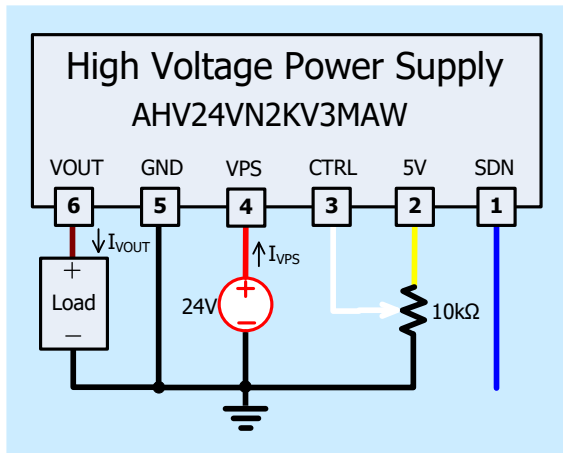 High Voltage Power Supply
AHV24VN2KV3MAW
VOUT GND VPS CTRL 5V SDN
6 5 4 3 2 1
+ ↓ IVOUT ↑ IVPS
Load
−
24V + −
10kΩ